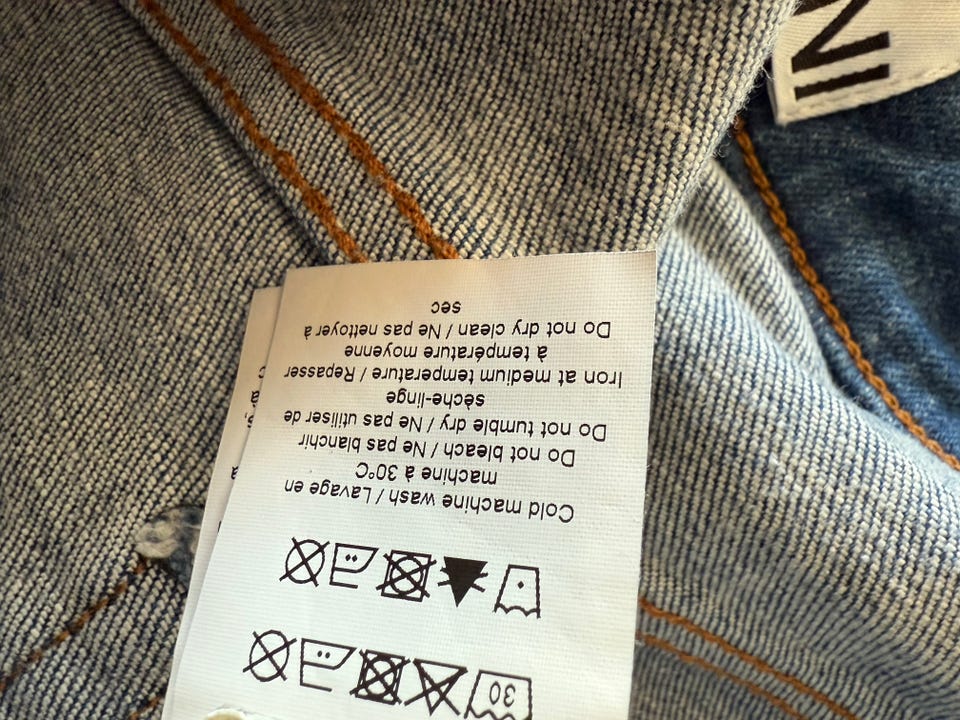 30
Cold machine wash / Lavage en
machine à 30°C
Do not bleach / Ne pas blanchir
Do not tumble dry / Ne pas utiliser de
sèche-linge
Iron at medium temperature / Repasser
à température moyenne
Do not dry clean / Ne pas nettoyer à
sec